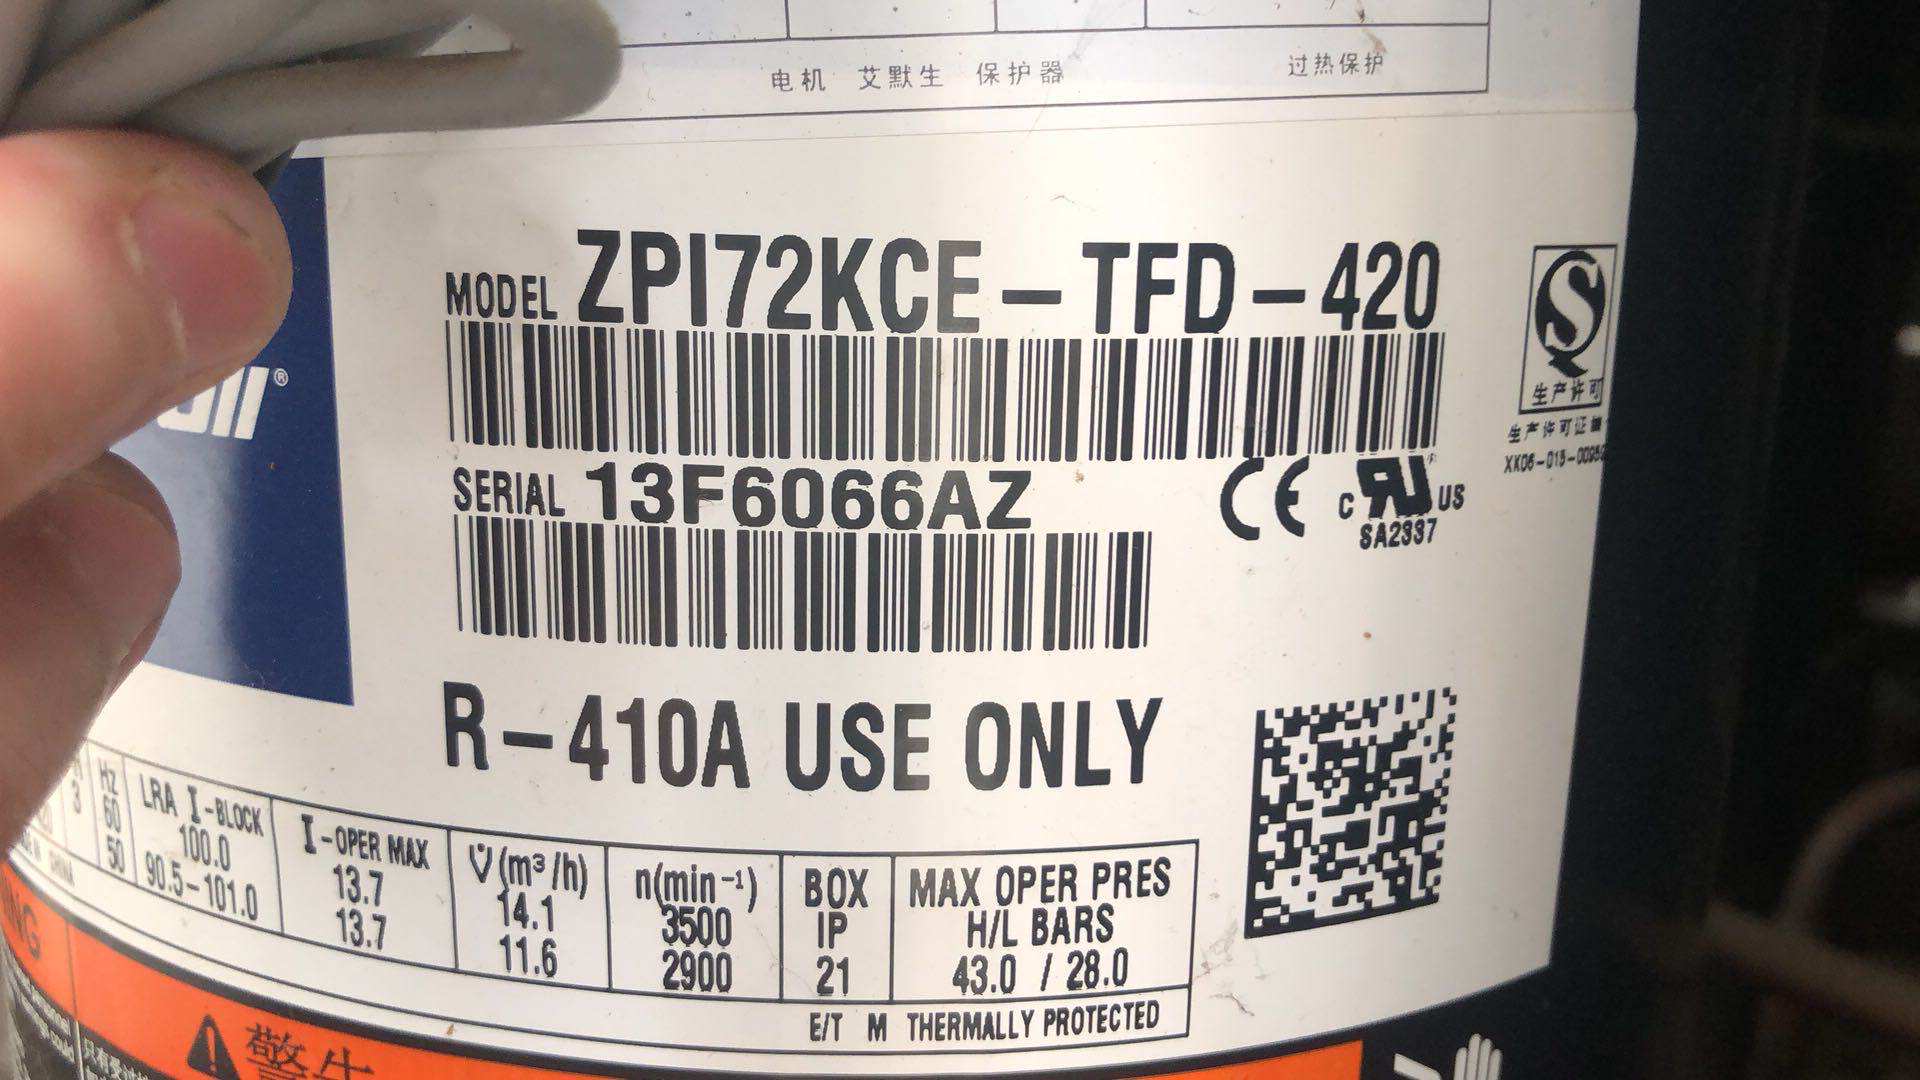 电机 艾默生 保护器 过热保护
MODEL ZPI72KCE-TFD-420
SERIAL 13F6066AZ
CE
C US
SA2337
生产许可
生产许可证
R-410A USE ONLY
3
Hz
60
50
LRA I-BLOCK
100.0
90.5-101.0
I-OPER MAX
13.7
13.7
V̇(m³/h)
14.1
11.6
n(min⁻¹)
3500
2900
BOX
IP
21
MAX OPER PRES
H/L BARS
43.0 / 28.0
E/T M THERMALLY PROTECTED
CHINA
警告